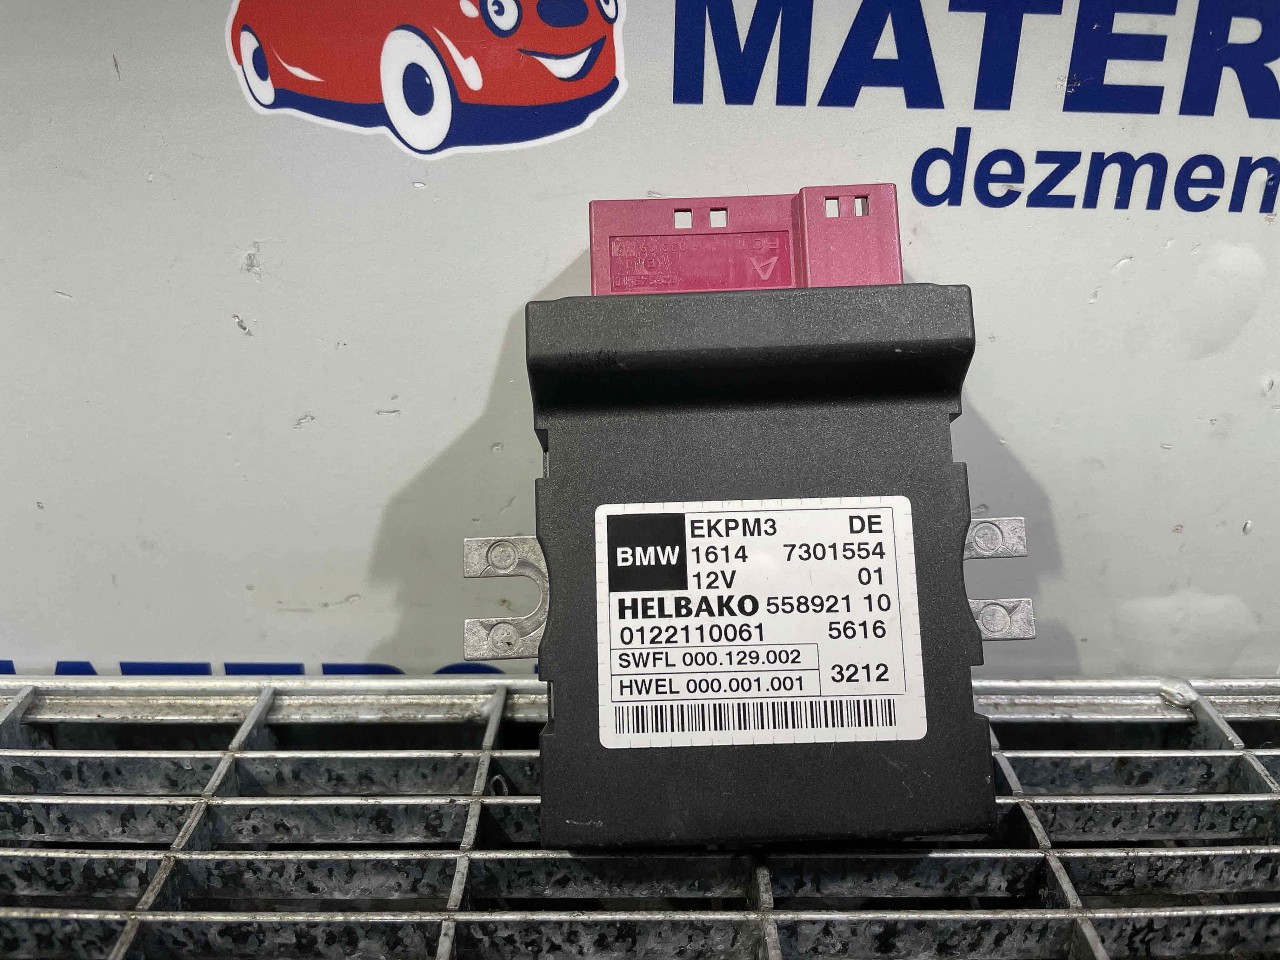 MATER
dezmen
A
BMW
EKPM3 DE
1614 7301554
12V 01
HELBAKO 558921 10
0122110061 5616
SWFL 000.129.002
HWEL 000.001.001
3212